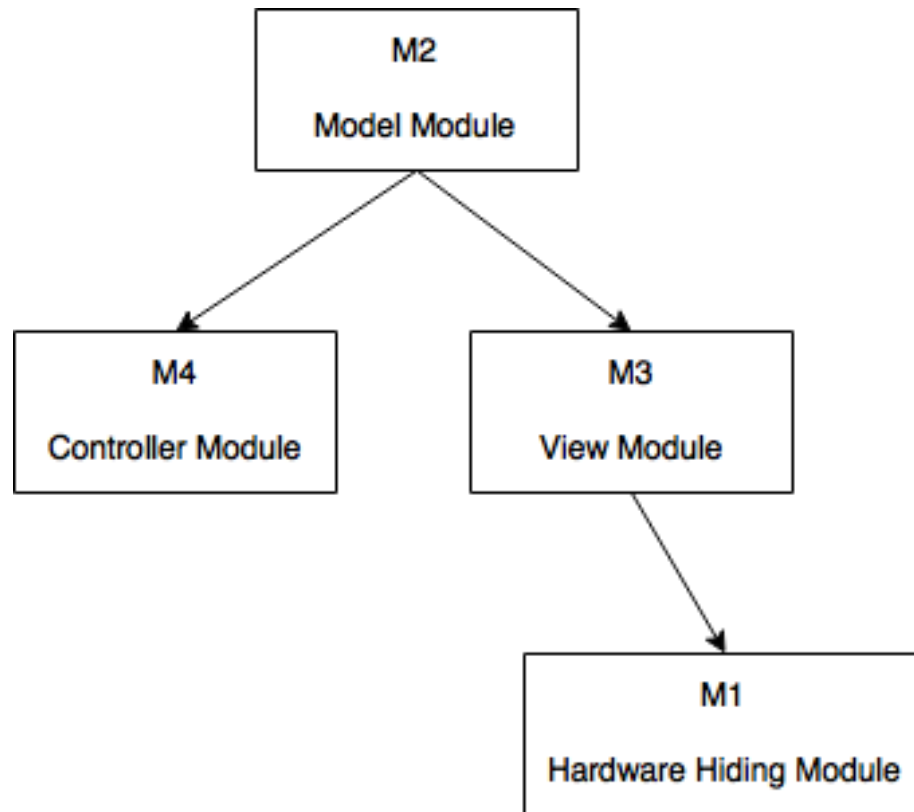 M2
Model Module
M4
Controller Module
M3
View Module
M1
Hardware Hiding Module